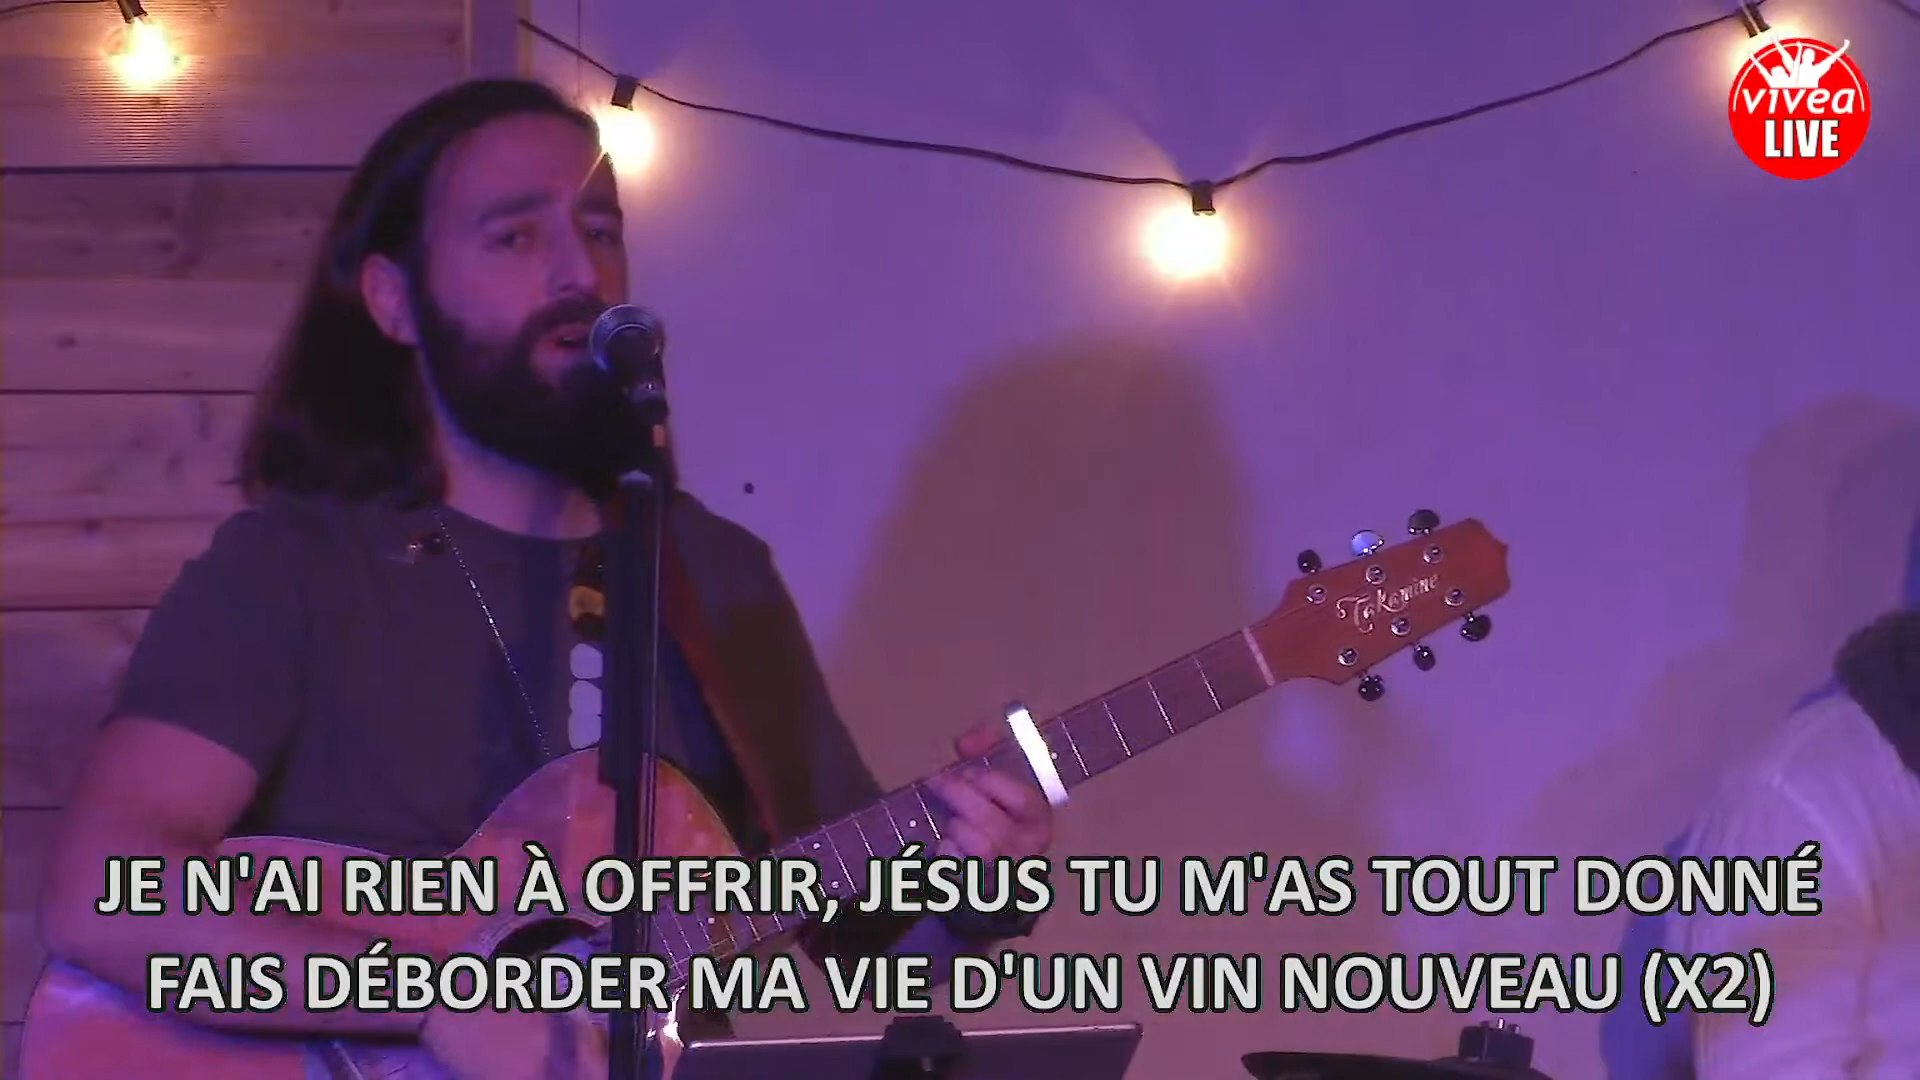 vivea
LIVE
Takamine
JE N'AI RIEN À OFFRIR, JÉSUS TU M'AS TOUT DONNÉ
FAIS DÉBORDER MA VIE D'UN VIN NOUVEAU (X2)